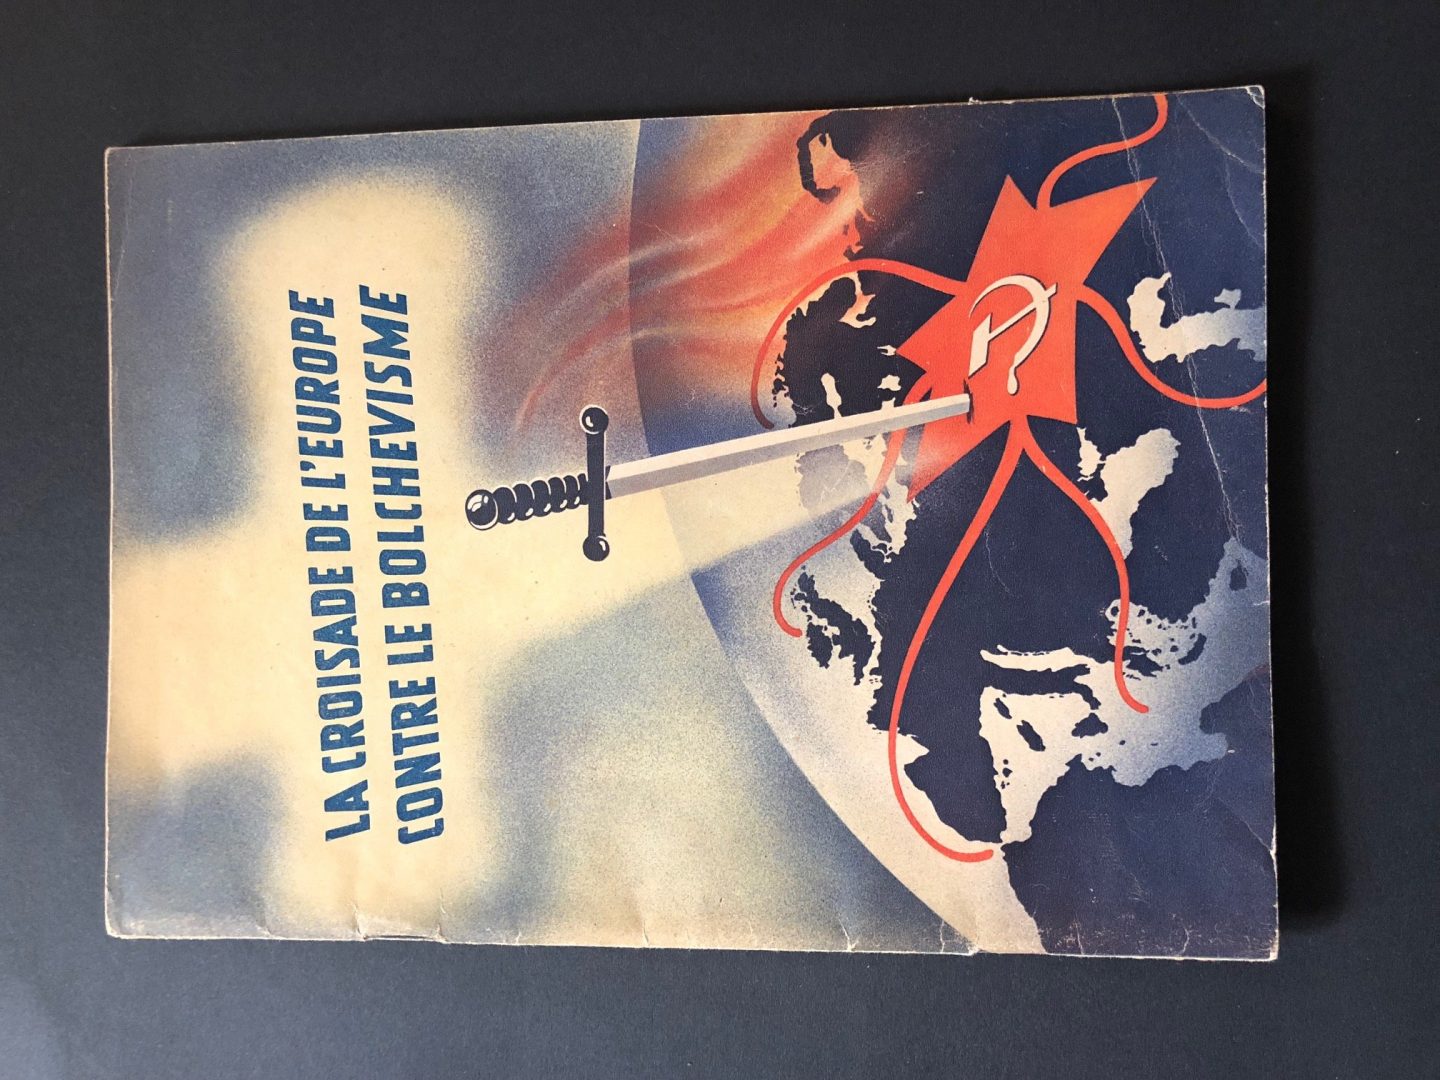 LA CROISADE DE L'EUROPE
CONTRE LE BOLCHEVISME